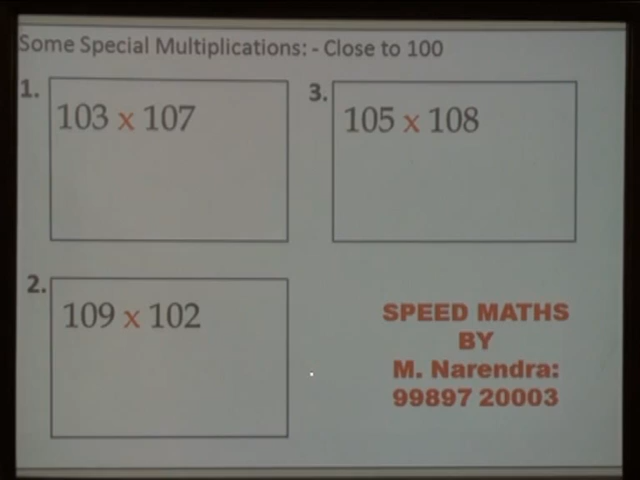 Some Special Multiplications: - Close to 100
1.
103 x 107
3.
105 x 108
2.
109 x 102
SPEED MATHS
BY
M. Narendra:
99897 20003